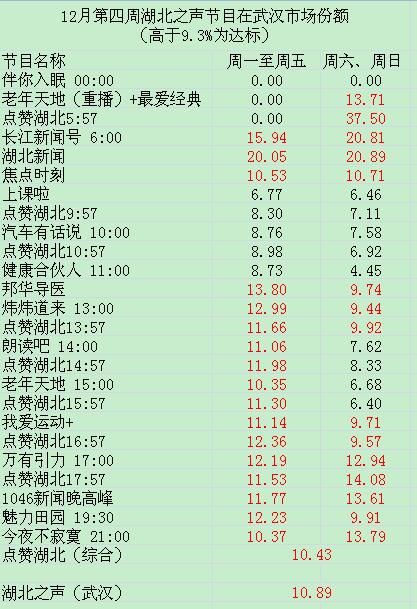 12月第四周湖北之声节目在武汉市场份额
（高于9.3%为达标）
节目名称 周一至周五 周六、周日
伴你入眠 00:00 0.00 0.00
老年天地（重播）+最爱经典 0.00 13.71
点赞湖北5:57 0.00 37.50
长江新闻号 6:00 15.94 20.81
湖北新闻 20.05 20.89
焦点时刻 10.53 10.71
上课啦 6.77 6.46
点赞湖北9:57 8.30 7.11
汽车有话说 10:00 8.76 7.58
点赞湖北10:57 8.98 6.92
健康合伙人 11:00 8.73 4.45
邦华导医 13.80 9.74
炜炜道来 13:00 12.99 9.44
点赞湖北13:57 11.66 9.92
朗读吧 14:00 11.06 7.62
点赞湖北14:57 11.98 8.33
老年天地 15:00 10.35 6.68
点赞湖北15:57 11.30 6.40
我爱运动+ 11.14 9.71
点赞湖北16:57 12.36 9.57
万有引力 17:00 12.19 12.94
点赞湖北17:57 11.53 14.08
1046新闻晚高峰 11.77 13.61
魅力田园 19:30 12.23 9.91
今夜不寂寞 21:00 10.37 13.79
点赞湖北（综合） 10.43
湖北之声（武汉） 10.89